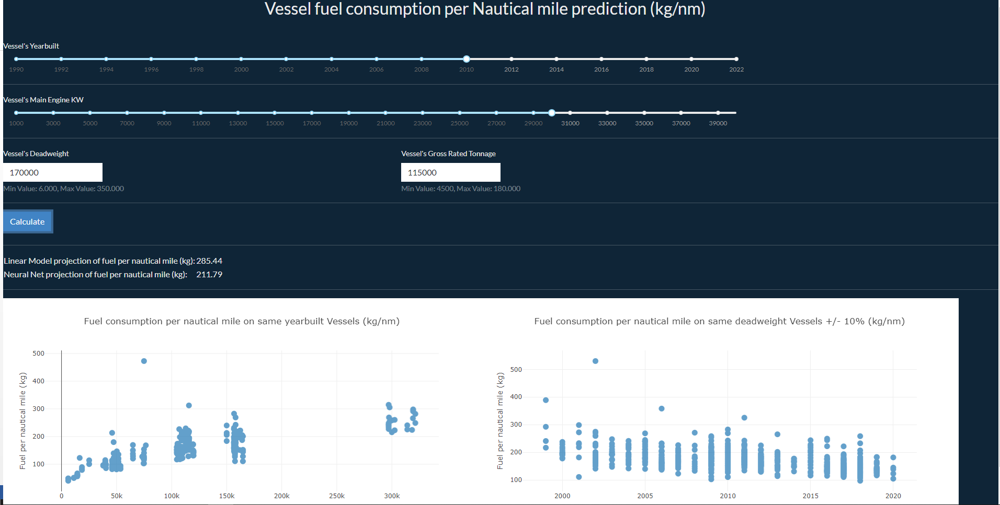 Vessel fuel consumption per Nautical mile prediction (kg/nm)
Vessel's Yearbuilt
1990 1992 1994 1996 1998 2000 2002 2004 2006 2008 2010 2012 2014 2016 2018 2020 2022
Vessel's Main Engine KW
1000 3000 5000 7000 9000 11000 13000 15000 17000 19000 21000 23000 25000 27000 29000 31000 33000 35000 37000 39000
Vessel's Deadweight
170000
Min Value: 6.000, Max Value: 350.000
Vessel's Gross Rated Tonnage
115000
Min Value: 4500, Max Value: 180.000
Calculate
Linear Model projection of fuel per nautical mile (kg): 285.44
Neural Net projection of fuel per nautical mile (kg): 211.79
Fuel consumption per nautical mile on same yearbuilt Vessels (kg/nm)
Fuel per nautical mile (kg)
500
400
300
200
100
0 50k 100k 150k 200k 250k 300k
Fuel consumption per nautical mile on same deadweight Vessels +/- 10% (kg/nm)
Fuel per nautical mile (kg)
500
400
300
200
100
2000 2005 2010 2015 2020